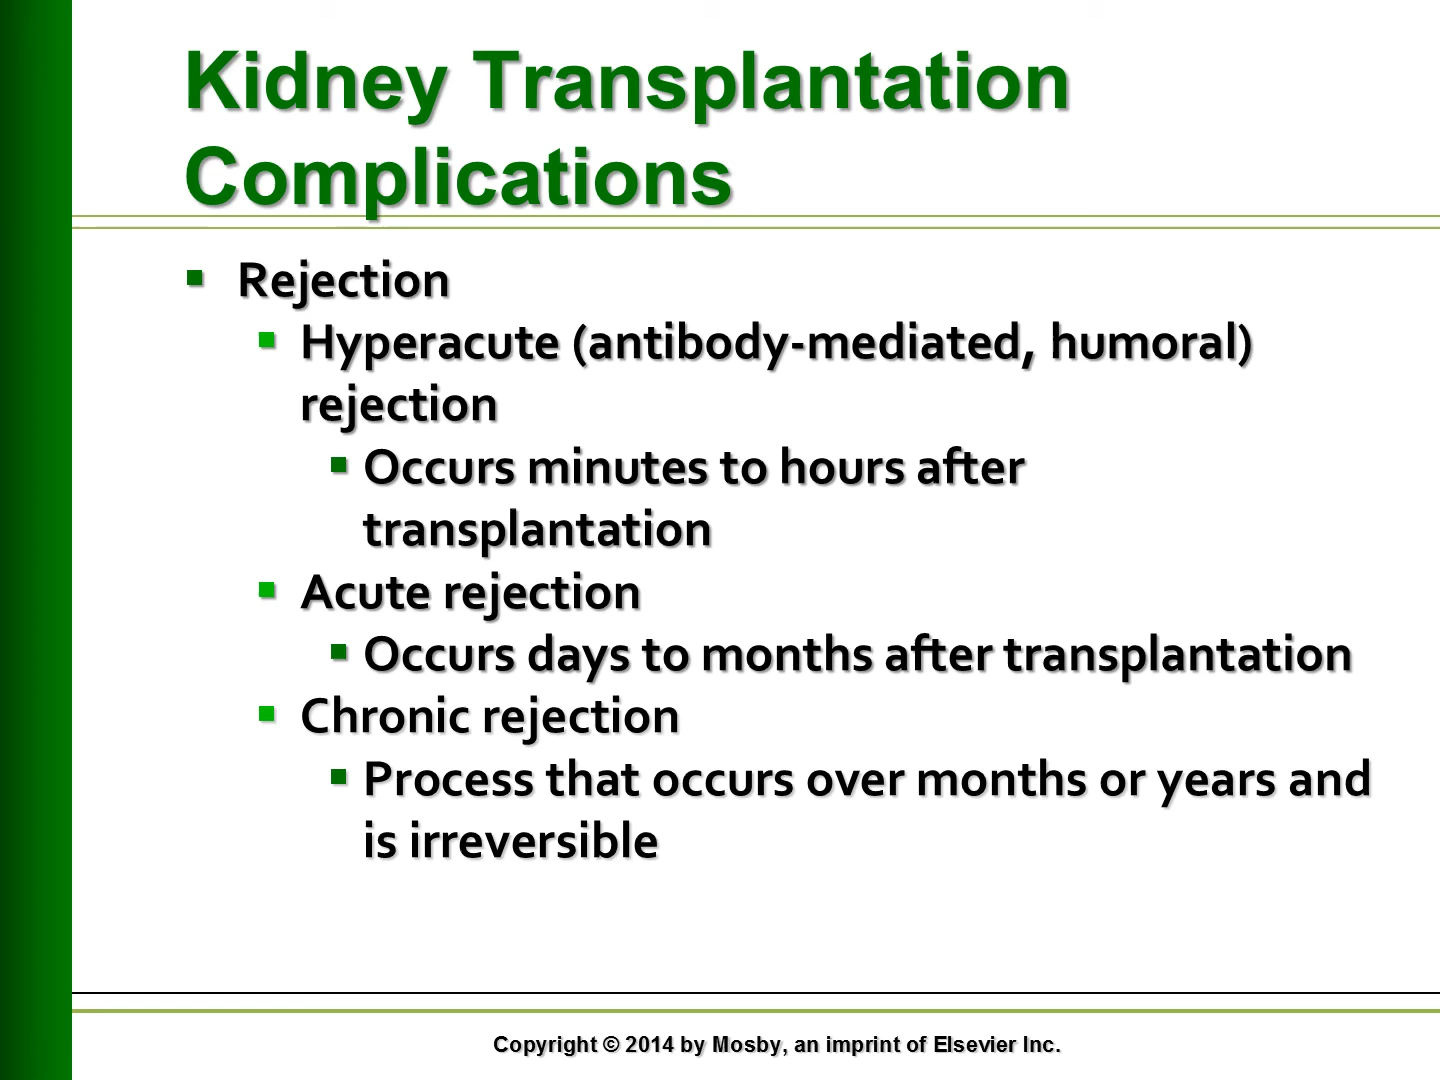 Kidney Transplantation
Complications
Rejection
Hyperacute (antibody-mediated, humoral)
rejection
Occurs minutes to hours after
transplantation
Acute rejection
Occurs days to months after transplantation
Chronic rejection
Process that occurs over months or years and
is irreversible
Copyright © 2014 by Mosby, an imprint of Elsevier Inc.